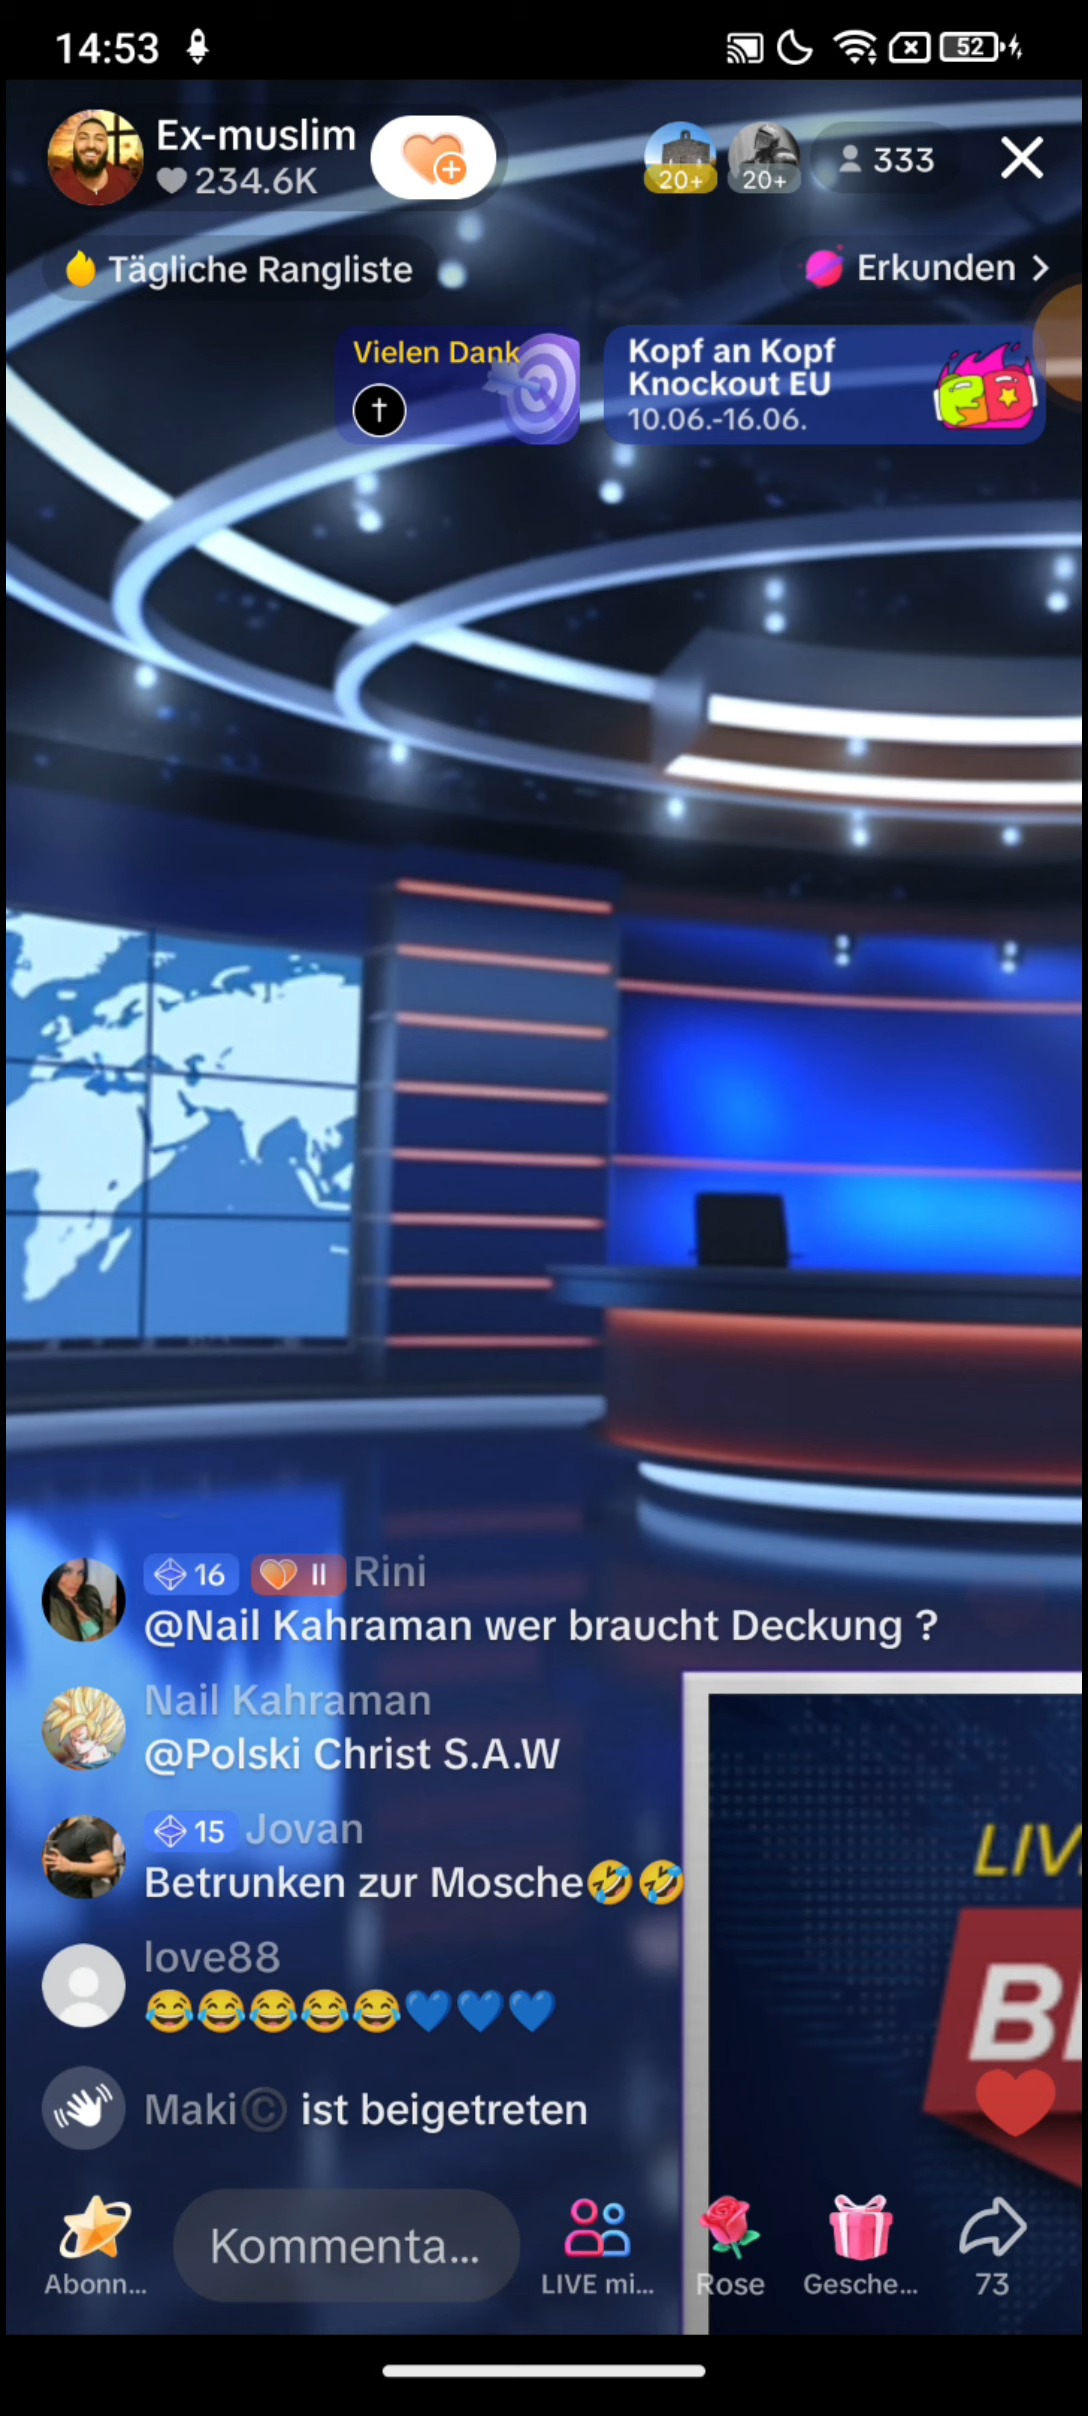 14:53
52
Ex-muslim
234.6K
20+
20+
333
Tägliche Rangliste
Erkunden
Vielen Dank
Kopf an Kopf
Knockout EU
10.06.-16.06.
16 II Rini
@Nail Kahraman wer braucht Deckung ?
Nail Kahraman
@Polski Christ S.A.W
15 Jovan
Betrunken zur Mosche🤣🤣
love88
😂😂😂😂😂💙💙💙
Maki© ist beigetreten
LIV
Kommenta...
Abonn...
LIVE mi...
Rose
Gesche...
73